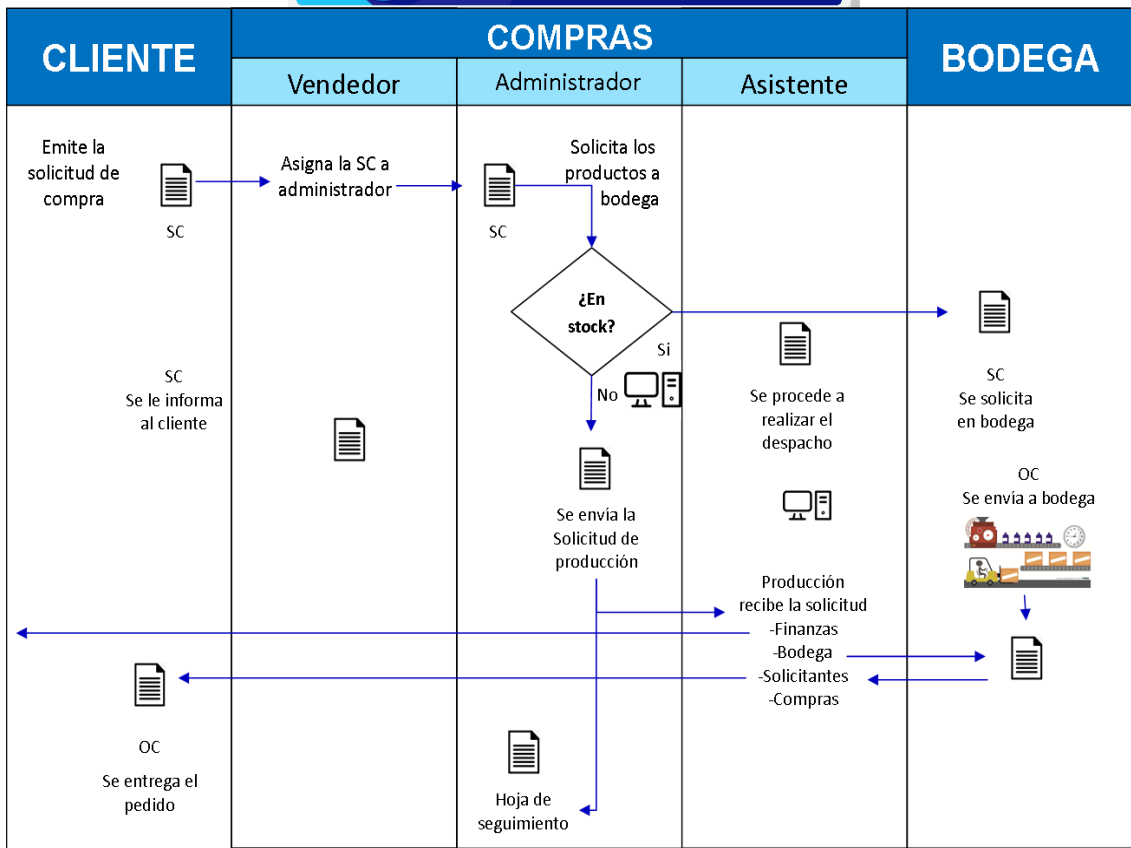 CLIENTE
COMPRAS
BODEGA
Vendedor
Administrador
Asistente
Emite la
solicitud de
compra
SC
Asigna la SC a
administrador
SC
Solicita los
productos a
bodega
¿En
stock?
Si
No
SC
Se le informa
al cliente
Se procede a
realizar el
despacho
SC
Se solicita
en bodega
OC
Se envía a bodega
Se envía la
Solicitud de
producción
Producción
recibe la solicitud
-Finanzas
-Bodega
-Solicitantes
-Compras
OC
Se entrega el
pedido
Hoja de
seguimiento